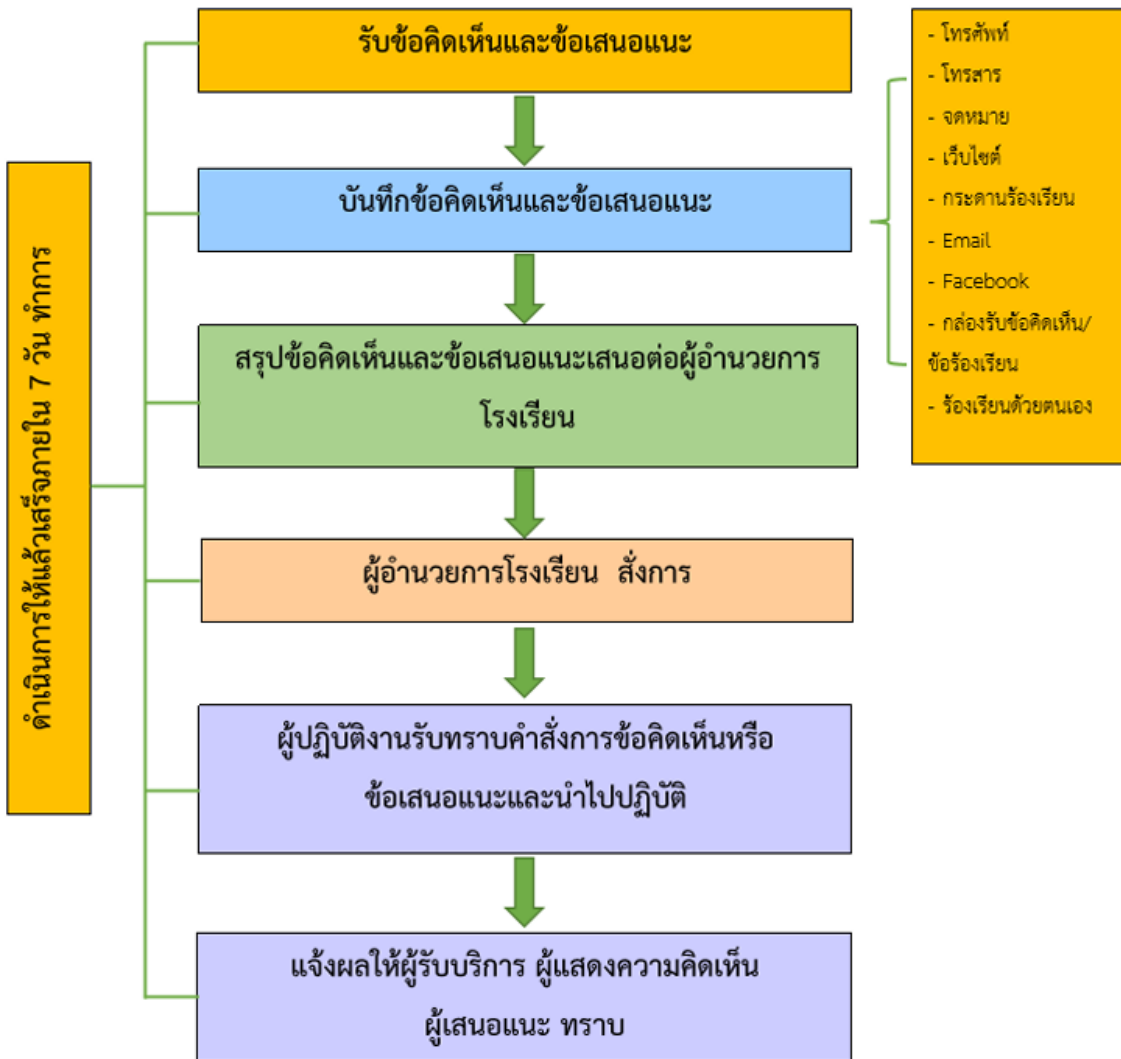 รับข้อคิดเห็นและข้อเสนอแนะ
บันทึกข้อคิดเห็นและข้อเสนอแนะ
สรุปข้อคิดเห็นและข้อเสนอแนะเสนอต่อผู้อำนวยการ
โรงเรียน
ผู้อำนวยการโรงเรียน สั่งการ
ผู้ปฏิบัติงานรับทราบคำสั่งการข้อคิดเห็นหรือ
ข้อเสนอแนะและนำไปปฏิบัติ
แจ้งผลให้ผู้รับบริการ ผู้แสดงความคิดเห็น
ผู้เสนอแนะ ทราบ
ดำเนินการให้แล้วเสร็จภายใน 7 วัน ทำการ
- โทรศัพท์
- โทรสาร
- จดหมาย
- เว็บไซต์
- กระดานร้องเรียน
- Email
- Facebook
- กล่องรับข้อคิดเห็น/
ข้อร้องเรียน
- ร้องเรียนด้วยตนเอง